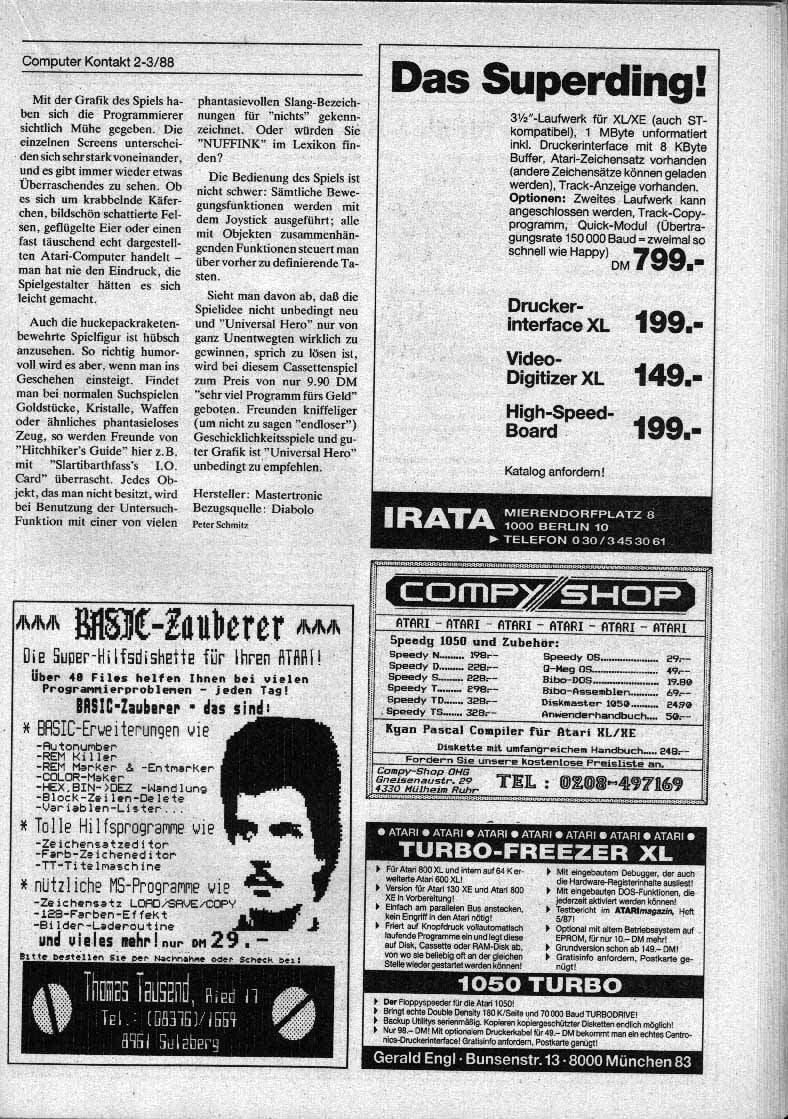 Computer Kontakt 2-3/88
Mit der Grafik des Spiels ha-
ben sich die Programmierer
sichtlich Mühe gegeben. Die
einzelnen Screens unterschei-
den sich sehr stark voneinander,
und es gibt immer wieder etwas
Überraschendes zu sehen. Ob
es sich um krabbelnde Käfer-
chen, bildschön schattierte Fel-
sen, geflügelte Eier oder einen
fast täuschend echt dargestell-
ten Atari-Computer handelt –
man hat nie den Eindruck, die
Spielgestalter hätten es sich
leicht gemacht.
Auch die huckepackraketen-
bewehrte Spielfigur ist hübsch
anzusehen. So richtig humor-
voll wird es aber, wenn man ins
Geschehen einsteigt. Findet
man bei normalen Suchspielen
Goldstücke, Kristalle, Waffen
oder ähnliches phantasieloses
Zeug, so werden Freunde von
"Hitchhiker's Guide" hier z.B.
mit "Slartibarthfass's I.O.
Card" überrascht. Jedes Ob-
jekt, das man nicht besitzt, wird
bei Benutzung der Untersuch-
Funktion mit einer von vielen
phantasievollen Slang-Bezeich-
nungen für "nichts" gekenn-
zeichnet. Oder würden Sie
"NUFFINK" im Lexikon fin-
den?
Die Bedienung des Spiels ist
nicht schwer: Sämtliche Bewe-
gungsfunktionen werden mit
dem Joystick ausgeführt; alle
mit Objekten zusammenhän-
genden Funktionen steuert man
über vorher zu definierende Ta-
sten.
Sieht man davon ab, daß die
Spielidee nicht unbedingt neu
und "Universal Hero" nur von
ganz Unentwegten wirklich zu
gewinnen, sprich zu lösen ist,
wird bei diesem Cassettenspiel
zum Preis von nur 9.90 DM
"sehr viel Programm fürs Geld"
geboten. Freunden kniffeliger
(um nicht zu sagen "endloser")
Geschicklichkeitsspiele und gu-
ter Grafik ist "Universal Hero"
unbedingt zu empfehlen.
Hersteller: Mastertronic
Bezugsquelle: Diabolo
Peter Schmitz
Das Superding!
3½"-Laufwerk für XL/XE (auch ST-
kompatibel), 1 MByte unformatiert
inkl. Druckerinterface mit 8 KByte
Buffer, Atari-Zeichensatz vorhanden
(andere Zeichensätze können geladen
werden), Track-Anzeige vorhanden.
Optionen: Zweites Laufwerk kann
angeschlossen werden, Track-Copy-
programm, Quick-Modul (Übertra-
gungsrate 150 000 Baud = zweimal so
schnell wie Happy)
DM 799.-
Drucker-
interface XL 199.-
Video-
Digitizer XL 149.-
High-Speed-
Board 199.-
Katalog anfordern!
IRATA
MIERENDORFPLATZ 8
1000 BERLIN 10
▶ TELEFON 0 30 / 3 45 30 61
COMPY SHOP
ATARI – ATARI – ATARI – ATARI – ATARI – ATARI
Speedy 1050 und Zubehör:
Speedy N......... 198.--
Speedy D......... 228.--
Speedy S......... 228.--
Speedy T......... 298.--
Speedy TD....... 328.--
Speedy TS....... 328.--
Speedy OS.................... 29.--
Q-Meg OS...................... 49.--
Bibo-DOS...................... 19.80
Bibo-Assembler........... 69.--
Diskmaster 1050.......... 24.90
Anwenderhandbuch.... 50.--
Kyan Pascal Compiler für Atari XL/XE
Diskette mit umfangreichem Handbuch..... 248.--
Fordern Sie unsere kostenlose Preisliste an.
Compy-Shop OHG
Gneisenaustr. 29
4330 Mülheim Ruhr
TEL : 0208-497169
BASIC-Zauberer
Die Super-Hilfsdiskette für Ihren ATARI!
Über 40 Files helfen Ihnen bei vielen
Programmierproblemen - jeden Tag!
BASIC-Zauberer - das sind:
* BASIC-Erweiterungen wie
-Autonumber
-REM Killer
-REM Marker & -Entmarker
-COLOR-Maker
-HEX,BIN->DEZ -Wandlung
-Block-Zeilen-Delete
-Variablen-Lister...
* Tolle Hilfsprogramme wie
-Zeichensatzeditor
-Farb-Zeicheneditor
-TT-Titelmaschine
* nützliche MS-Programme wie
-Zeichensatz LOAD/SAVE/COPY
-128-Farben-Effekt
-Bilder-Laderoutine
und vieles mehr! nur DM 29.-
Bitte bestellen Sie per Nachnahme oder Scheck bei:
Thomas Tausend, Ried 17
Tel.: (08376)/1664
8961 Sulzberg
● ATARI ● ATARI ● ATARI ● ATARI ● ATARI ● ATARI ● ATARI ●
TURBO-FREEZER XL
Für Atari 800 XL und intern auf 64 K er-
weiterte Atari 600 XL!
Version für Atari 130 XE und Atari 800
XE in Vorbereitung!
Einfach am parallelen Bus anstecken,
kein Eingriff in den Atari nötig!
Friert auf Knopfdruck vollautomatisch
laufende Programme ein und legt diese
auf Disk, Cassette oder RAM-Disk ab,
von wo sie beliebig oft an der gleichen
Stelle wieder gestartet werden können!
Mit eingebautem Debugger, der auch
die Hardware-Registerinhalte ausliest!
Mit eingebauten DOS-Funktionen, die
jederzeit aktiviert werden können!
Testbericht im ATARImagazin, Heft
5/87!
Optional mit altem Betriebssystem auf
EPROM, für nur 10.– DM mehr!
Grundversion schon ab 149.– DM!
Gratisinfo anfordern, Postkarte ge-
nügt!
1050 TURBO
Der Floppyspeeder für die Atari 1050!
Bringt echte Double Density 180 K/Seite und 70 000 Baud TURBODRIVE!
Backup Utilitys serienmäßig. Kopieren kopiergeschützter Disketten endlich möglich!
Nur 98.– DM! Mit optionalem Druckerkabel für 49.– DM bekommt man ein echtes Centro-
nics-Druckerinterface! Gratisinfo anfordern, Postkarte genügt!
Gerald Engl · Bunsenstr. 13 · 8000 München 83